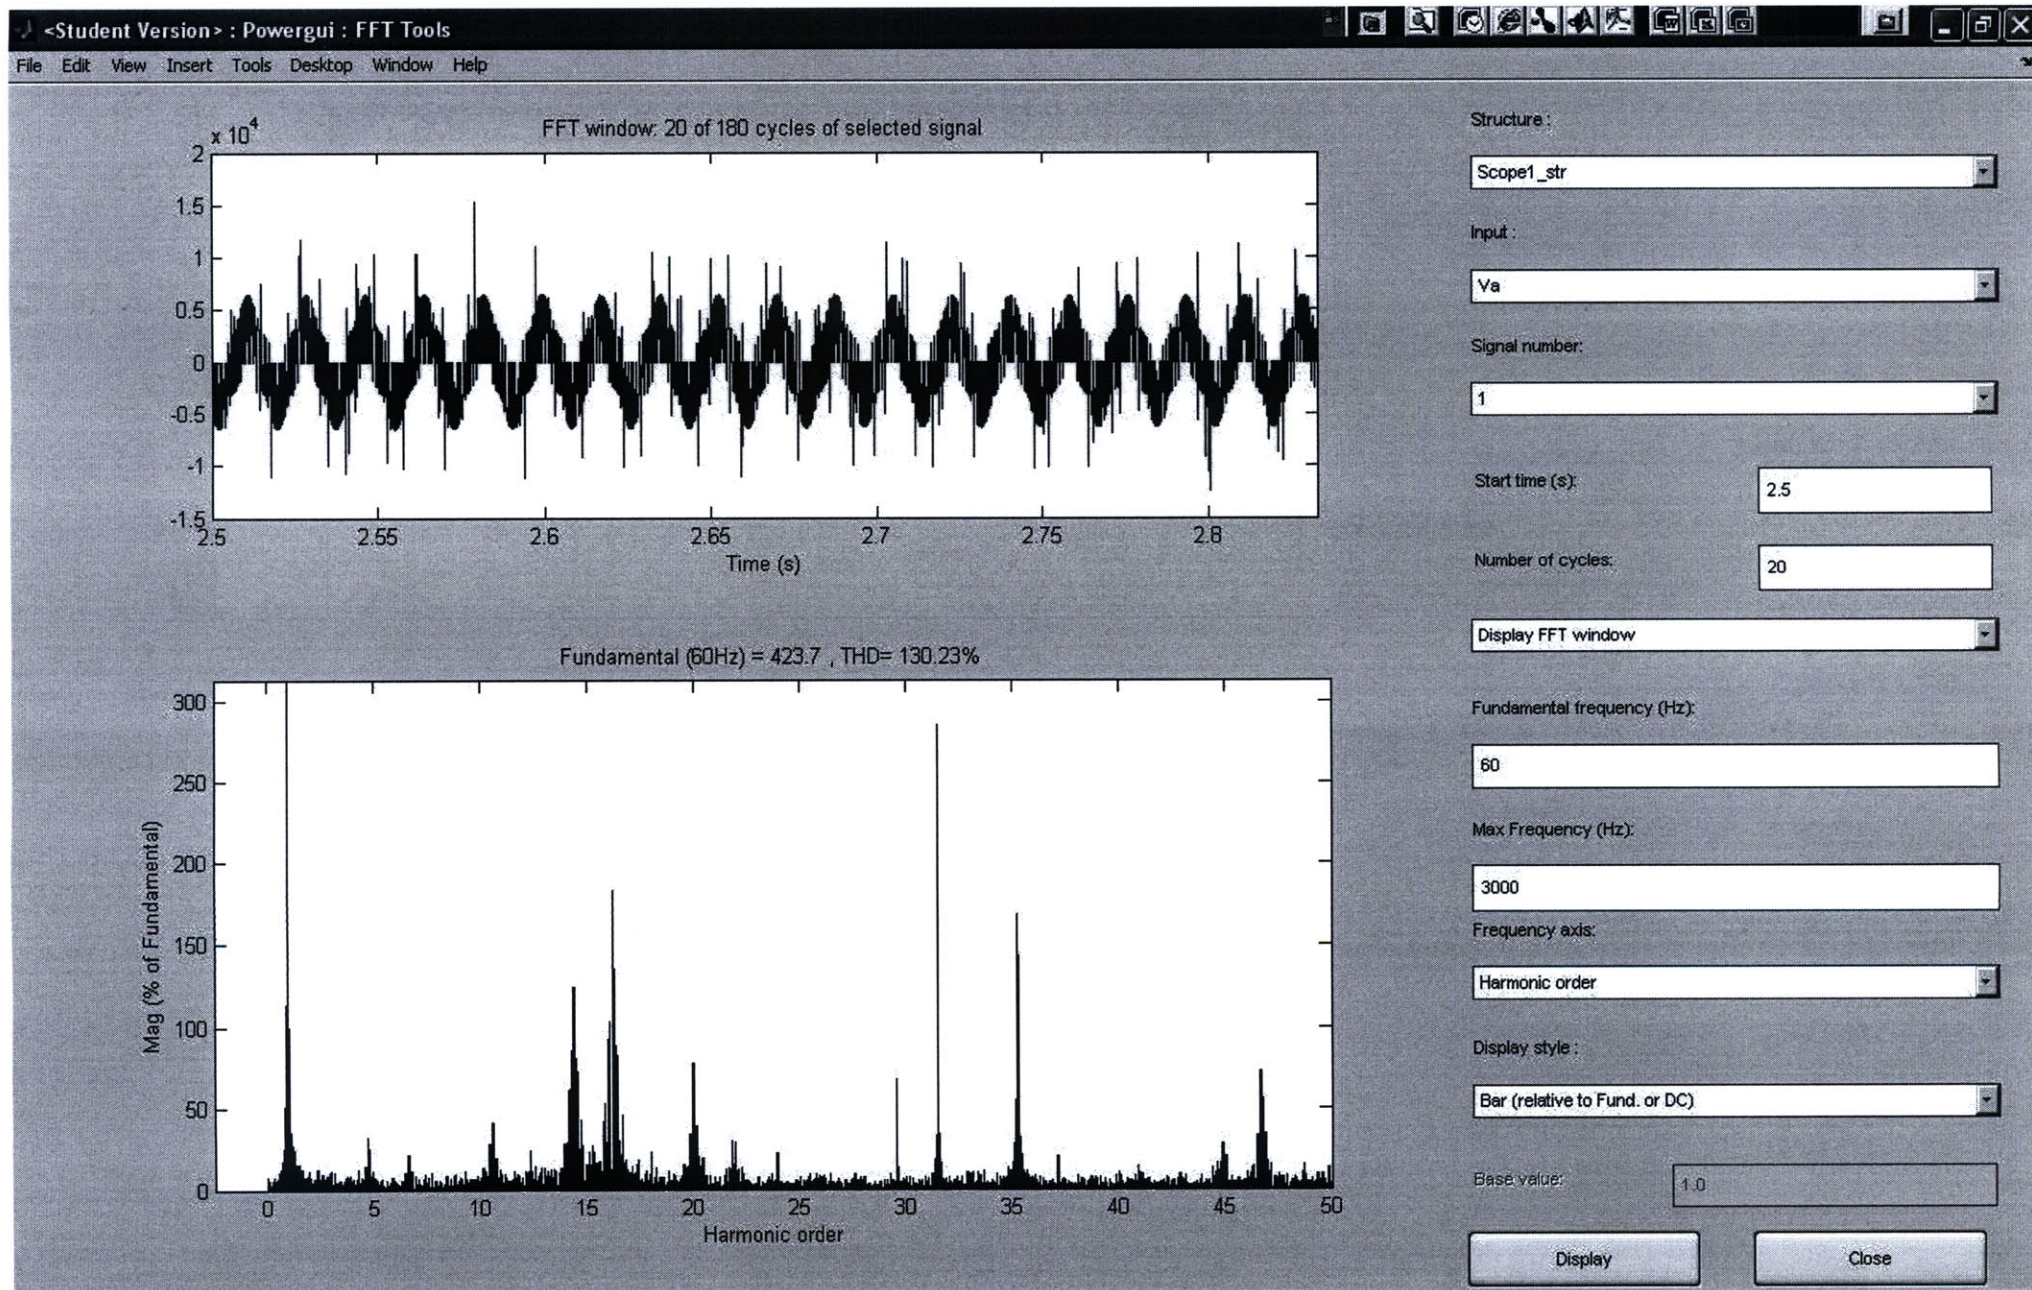 <Student Version> : Powergui : FFT Tools
File Edit View Insert Tools Desktop Window Help
x 10^4
FFT window: 20 of 180 cycles of selected signal
2
1.5
1
0.5
0
-0.5
-1
-1.5
2.5 2.55 2.6 2.65 2.7 2.75 2.8
Time (s)
Fundamental (60Hz) = 423.7 , THD= 130.23%
Mag (% of Fundamental)
300
250
200
150
100
50
0
0 5 10 15 20 25 30 35 40 45 50
Harmonic order
Structure :
Scope1_str
Input :
Va
Signal number:
1
Start time (s): 2.5
Number of cycles: 20
Display FFT window
Fundamental frequency (Hz):
60
Max Frequency (Hz):
3000
Frequency axis:
Harmonic order
Display style :
Bar (relative to Fund. or DC)
Base value: 1.0
Display Close